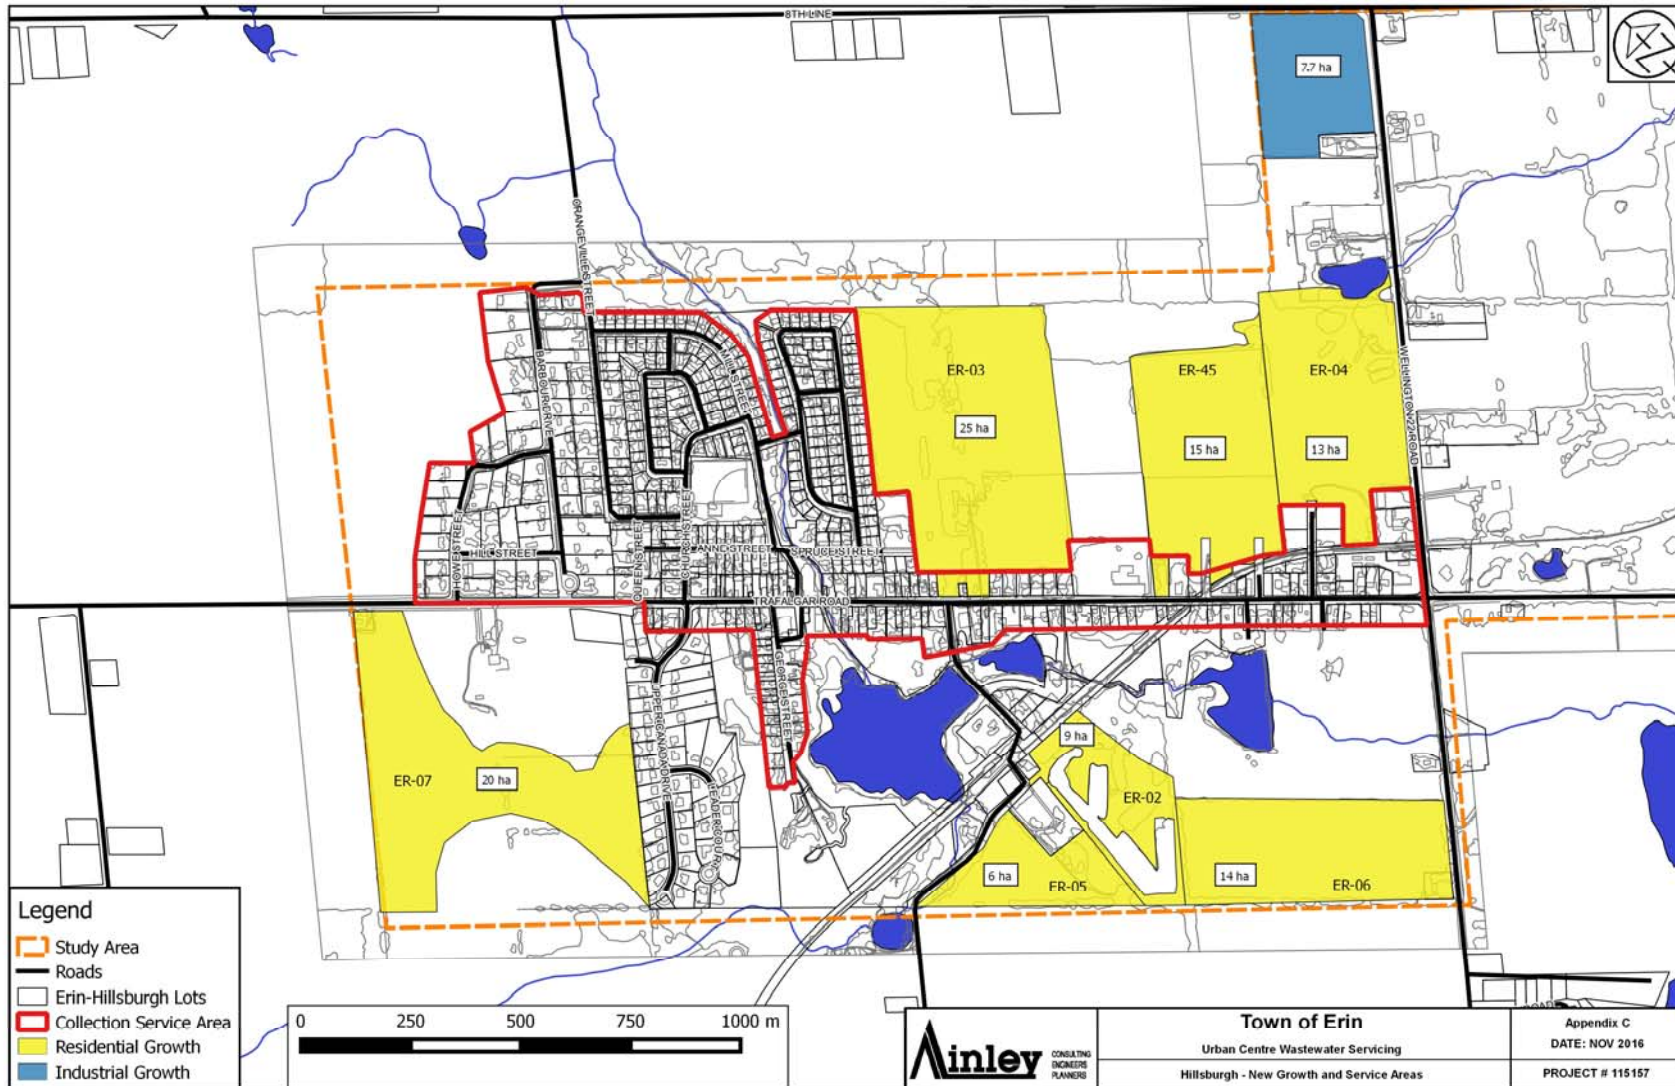 8TH LINE
7.7 ha
ORANGEVILLE STREET
BARBOUR DRIVE
MILL STREET
WELLINGTON 22 ROAD
ER-03
ER-45
ER-04
25 ha
15 ha
13 ha
HOWE STREET
HILL STREET
QUEEN STREET
CHURCH STREET
ANNE STREET
SPRUCE STREET
TRAFALGAR ROAD
GEORGE STREET
UPPER CANADA DRIVE
LEADER COURT
ER-07
20 ha
9 ha
ER-02
6 ha
ER-05
14 ha
ER-06
ROAD
Legend
Study Area
Roads
Erin-Hillsburgh Lots
Collection Service Area
Residential Growth
Industrial Growth
0 250 500 750 1000 m
Ainley
CONSULTING
ENGINEERS
PLANNERS
Town of Erin
Urban Centre Wastewater Servicing
Hillsburgh - New Growth and Service Areas
Appendix C
DATE: NOV 2016
PROJECT # 115157